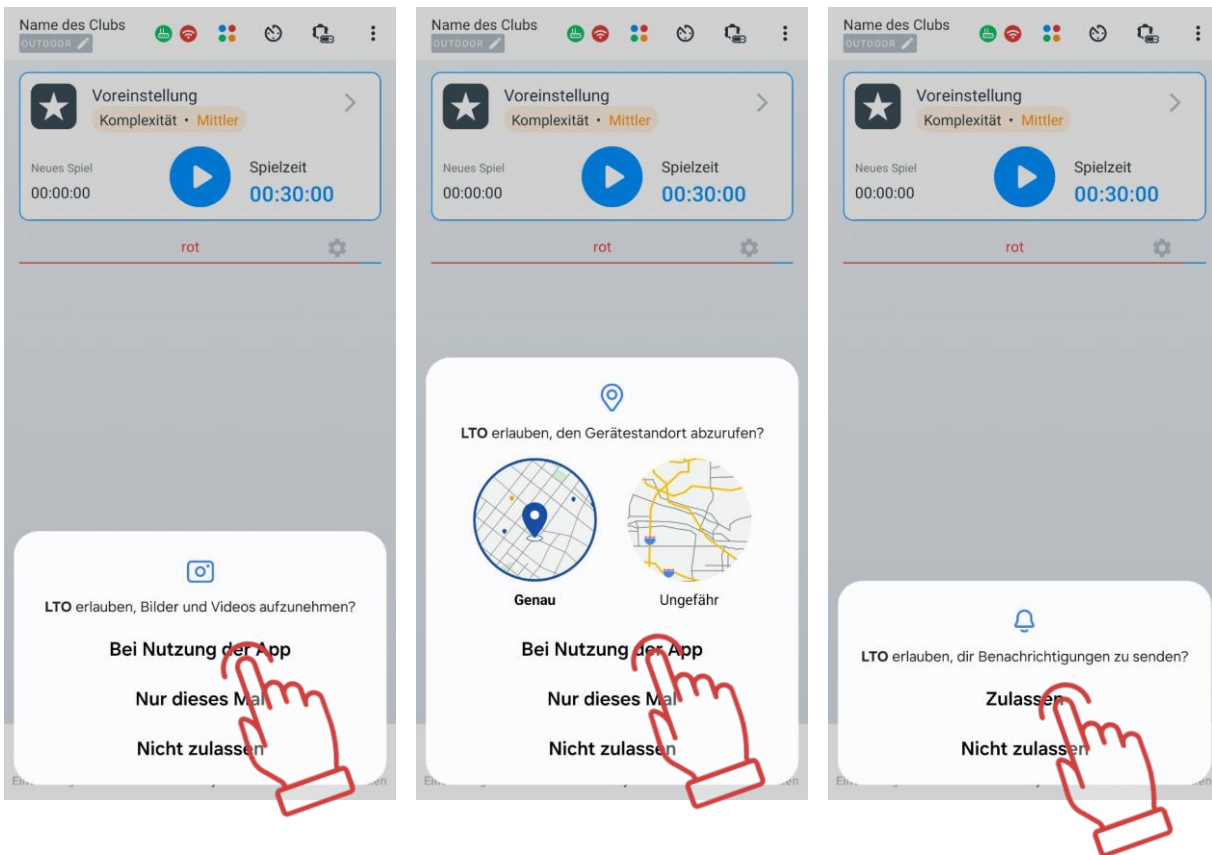 Name des Clubs
OUTDOOR
Voreinstellung
Komplexität • Mittler
Neues Spiel
Spielzeit
00:00:00
00:30:00
rot
LTO erlauben, Bilder und Videos aufzunehmen?
Bei Nutzung der App
Nur dieses Mal
Nicht zulassen
Name des Clubs
OUTDOOR
Voreinstellung
Komplexität • Mittler
Neues Spiel
Spielzeit
00:00:00
00:30:00
rot
LTO erlauben, den Gerätestandort abzurufen?
Genau
Ungefähr
Bei Nutzung der App
Nur dieses Mal
Nicht zulassen
Name des Clubs
OUTDOOR
Voreinstellung
Komplexität • Mittler
Neues Spiel
Spielzeit
00:00:00
00:30:00
rot
LTO erlauben, dir Benachrichtigungen zu senden?
Zulassen
Nicht zulassen